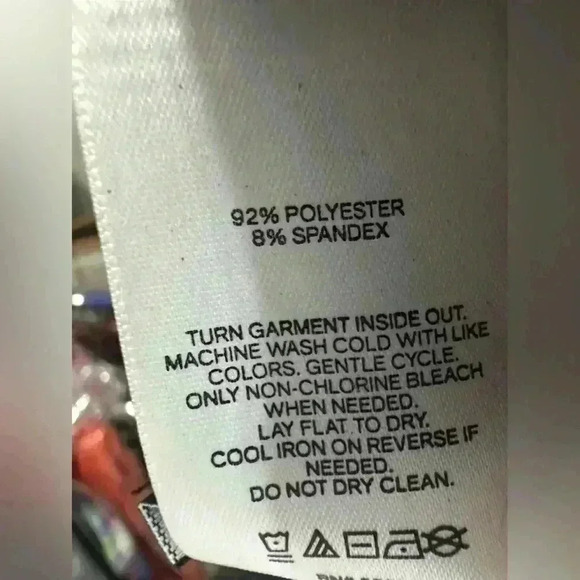 92% POLYESTER
8% SPANDEX
TURN GARMENT INSIDE OUT.
MACHINE WASH COLD WITH LIKE
COLORS. GENTLE CYCLE.
ONLY NON-CHLORINE BLEACH
WHEN NEEDED.
LAY FLAT TO DRY.
COOL IRON ON REVERSE IF
NEEDED.
DO NOT DRY CLEAN.